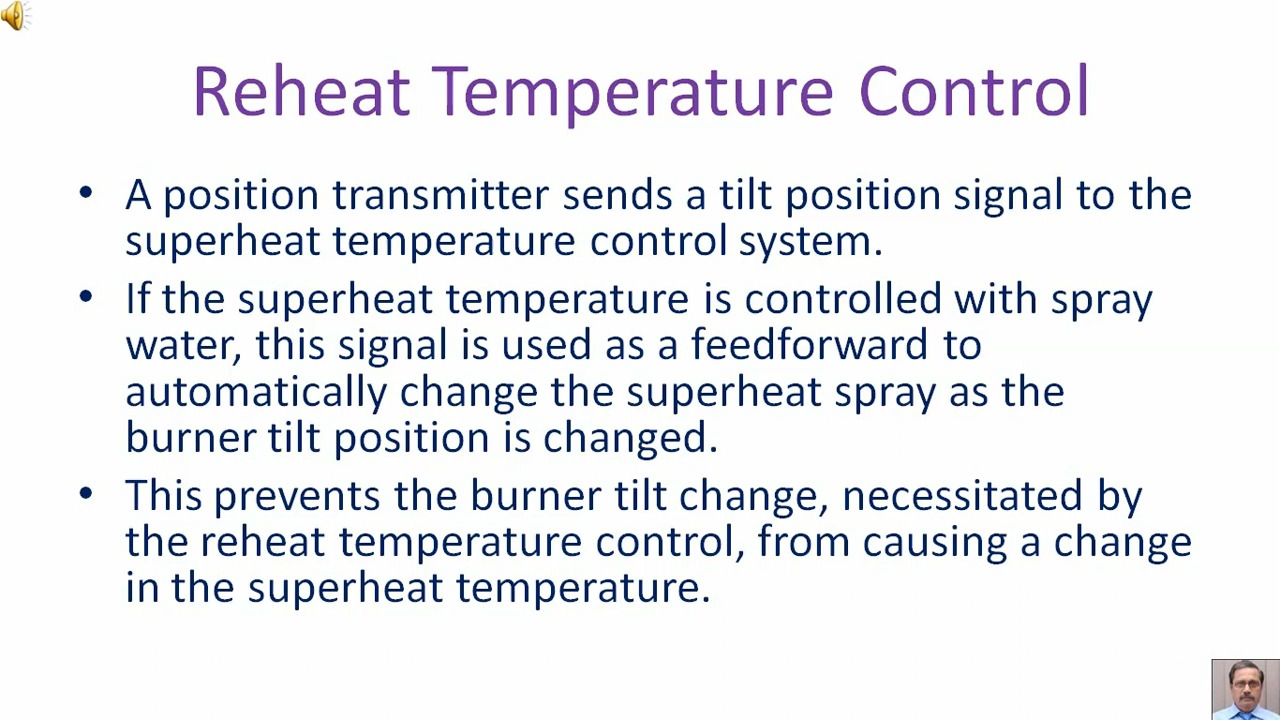 Reheat Temperature Control
• A position transmitter sends a tilt position signal to the
superheat temperature control system.
• If the superheat temperature is controlled with spray
water, this signal is used as a feedforward to
automatically change the superheat spray as the
burner tilt position is changed.
• This prevents the burner tilt change, necessitated by
the reheat temperature control, from causing a change
in the superheat temperature.